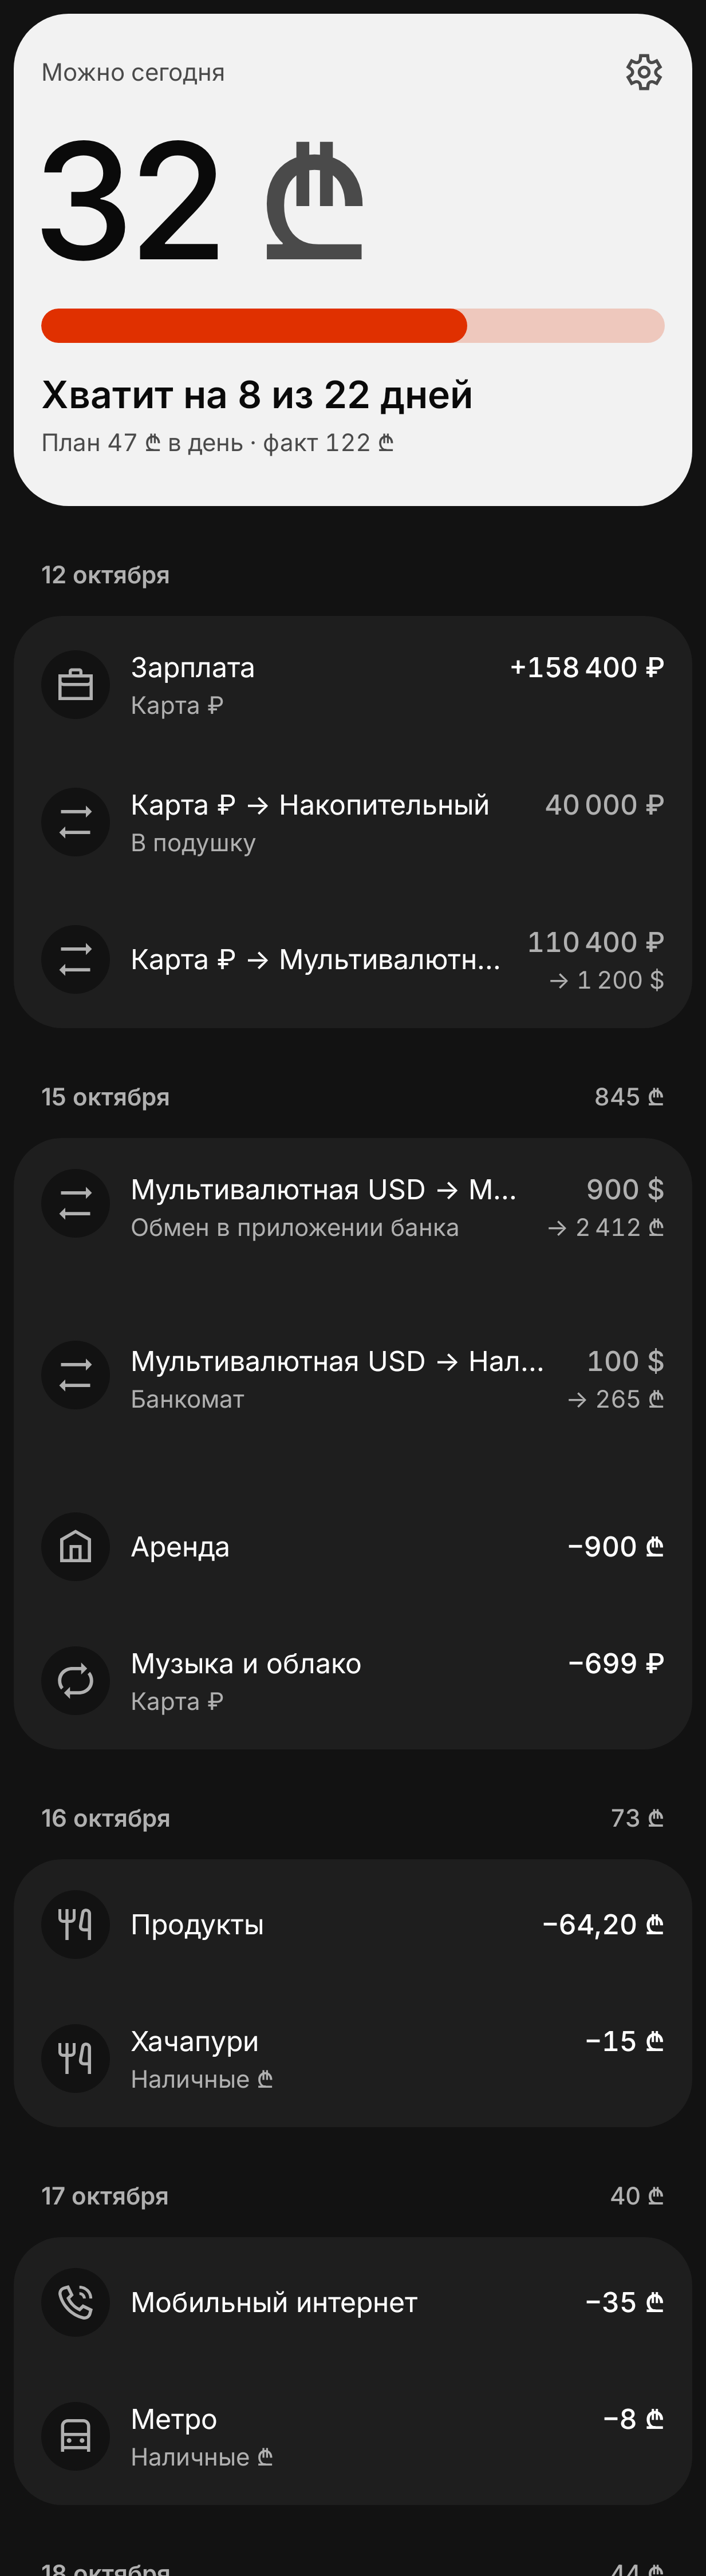 Можно сегодня
32 ₾
Хватит на 8 из 22 дней
План 47 ₾ в день · факт 122 ₾
12 октября
Зарплата +158 400 ₽
Карта ₽
Карта ₽ → Накопительный 40 000 ₽
В подушку
Карта ₽ → Мультивалютн... 110 400 ₽
→ 1 200 $
15 октября 845 ₾
Мультивалютная USD → М... 900 $
Обмен в приложении банка → 2 412 ₾
Мультивалютная USD → Нал... 100 $
Банкомат → 265 ₾
Аренда −900 ₾
Музыка и облако −699 ₽
Карта ₽
16 октября 73 ₾
Продукты −64,20 ₾
Хачапури −15 ₾
Наличные ₾
17 октября 40 ₾
Мобильный интернет −35 ₾
Метро −8 ₾
Наличные ₾
18 октября 44 ₾